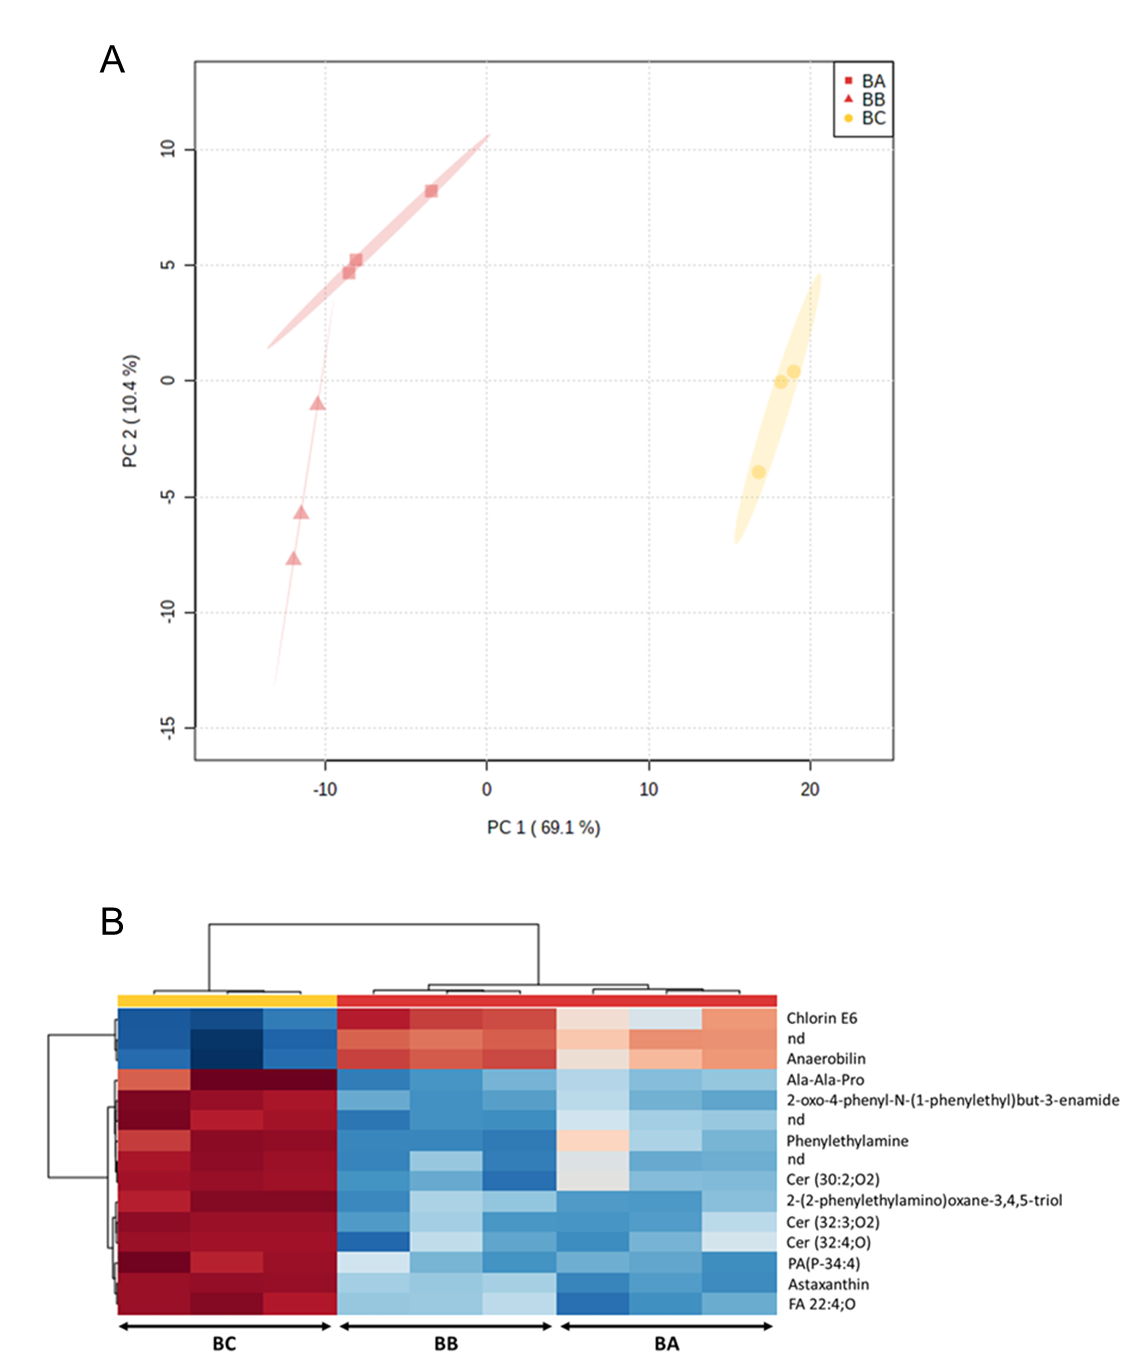 A
BA
BB
BC
10
5
0
-5
-10
-15
PC 2 ( 10.4 %)
-10
0
10
20
PC 1 ( 69.1 %)
B
Chlorin E6
nd
Anaerobilin
Ala-Ala-Pro
2-oxo-4-phenyl-N-(1-phenylethyl)but-3-enamide
nd
Phenylethylamine
nd
Cer (30:2;O2)
2-(2-phenylethylamino)oxane-3,4,5-triol
Cer (32:3;O2)
Cer (32:4;O)
PA(P-34:4)
Astaxanthin
FA 22:4;O
BC
BB
BA